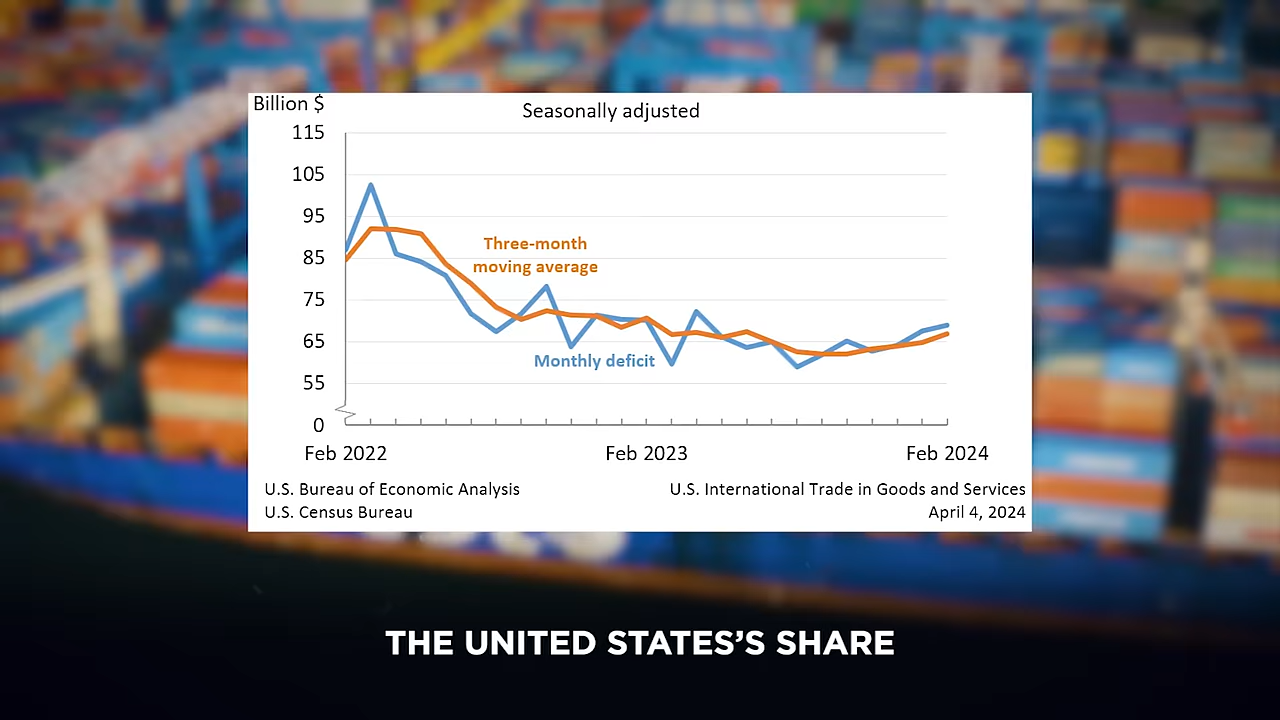 Billion $
Seasonally adjusted
115
105
95
85
75
65
55
0
Three-month
moving average
Monthly deficit
Feb 2022
Feb 2023
Feb 2024
U.S. Bureau of Economic Analysis
U.S. Census Bureau
U.S. International Trade in Goods and Services
April 4, 2024
THE UNITED STATES’S SHARE